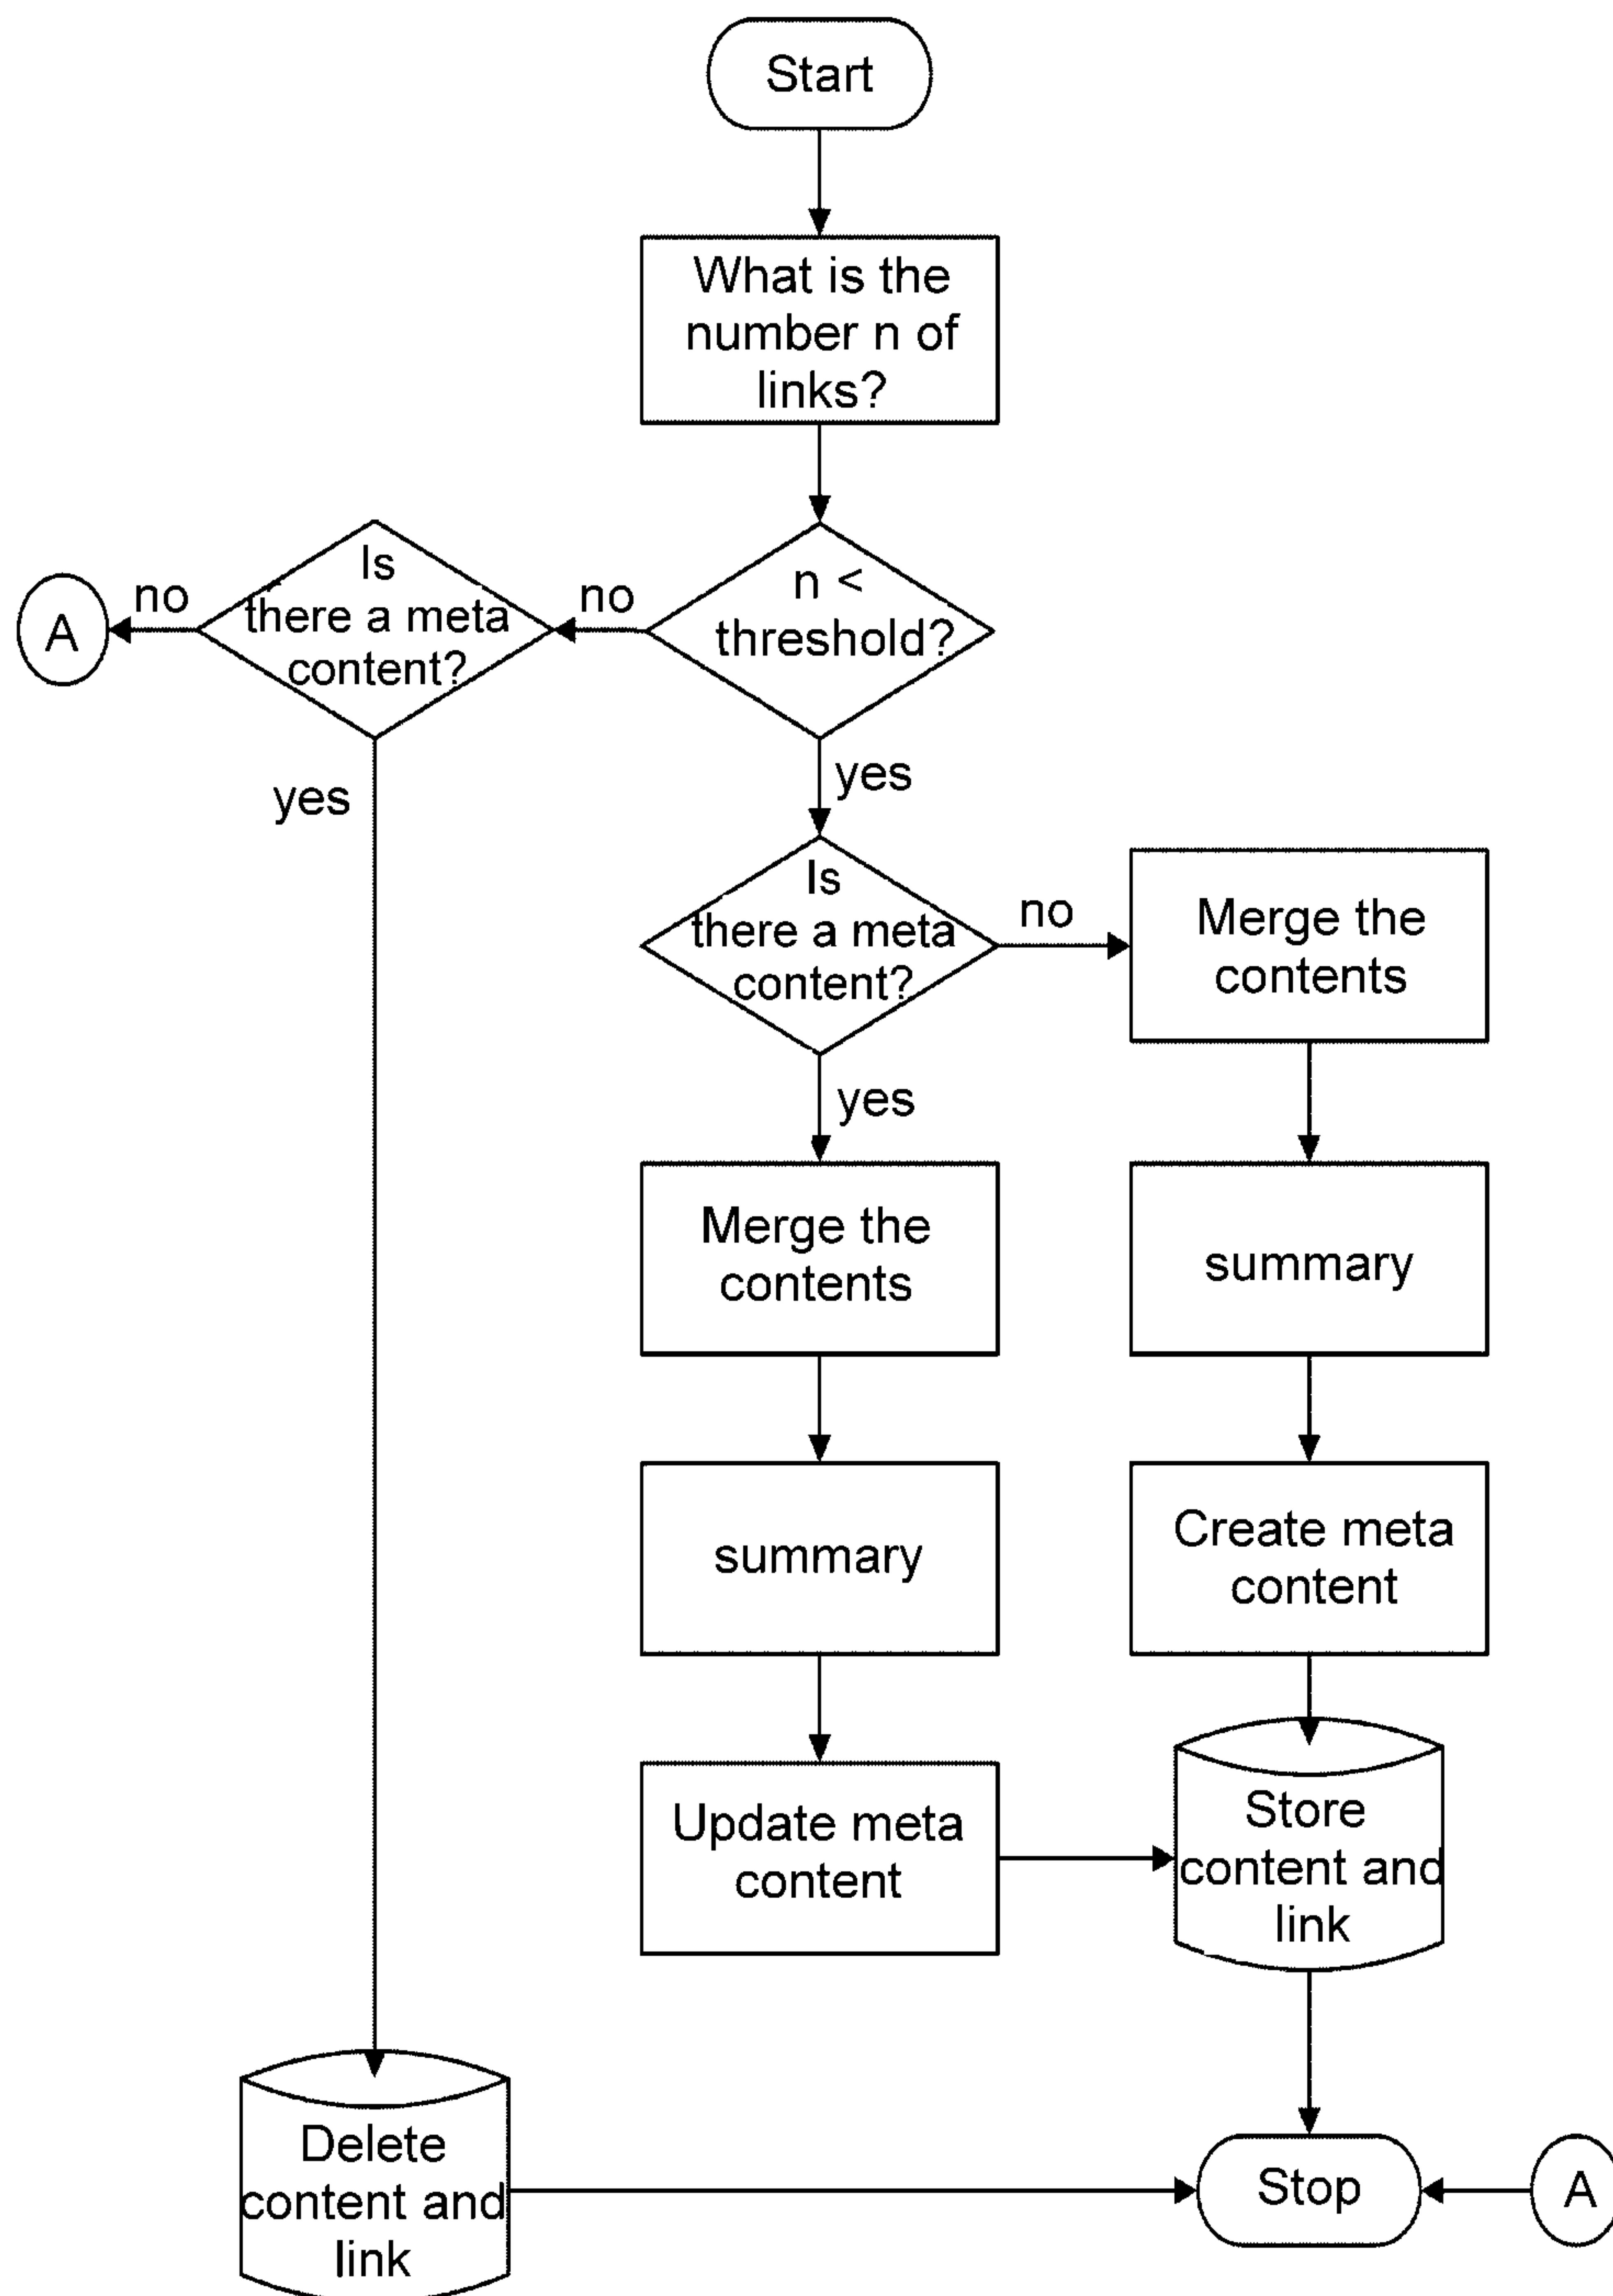 Start
What is the
number n of
links?
n <
threshold?
no
Is
there a meta
content?
no
A
yes
yes
Is
there a meta
content?
no
Merge the
contents
yes
Merge the
contents
summary
summary
Create meta
content
Update meta
content
Store
content and
link
Delete
content and
link
Stop
A